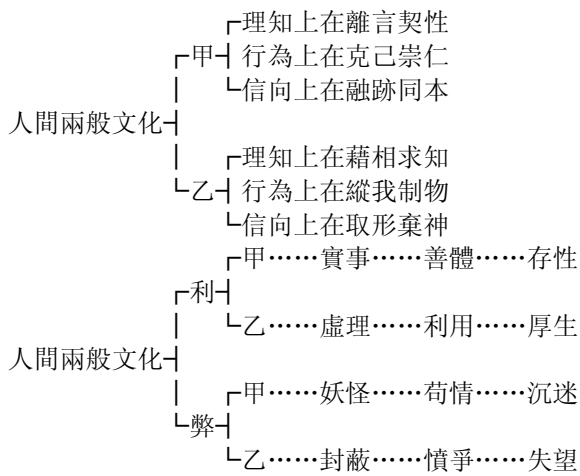 ┌理知上在離言契性
┌甲┤行為上在克己崇仁
│ └信向上在融跡同本
人間兩般文化┤
│ ┌理知上在藉相求知
└乙┤行為上在縱我制物
└信向上在取形棄神
┌甲……實事……善體……存性
┌利┤
│ └乙……虛理……利用……厚生
人間兩般文化┤
│ ┌甲……妖怪……苟情……沉迷
└弊┤
└乙……封蔽……憤爭……失望